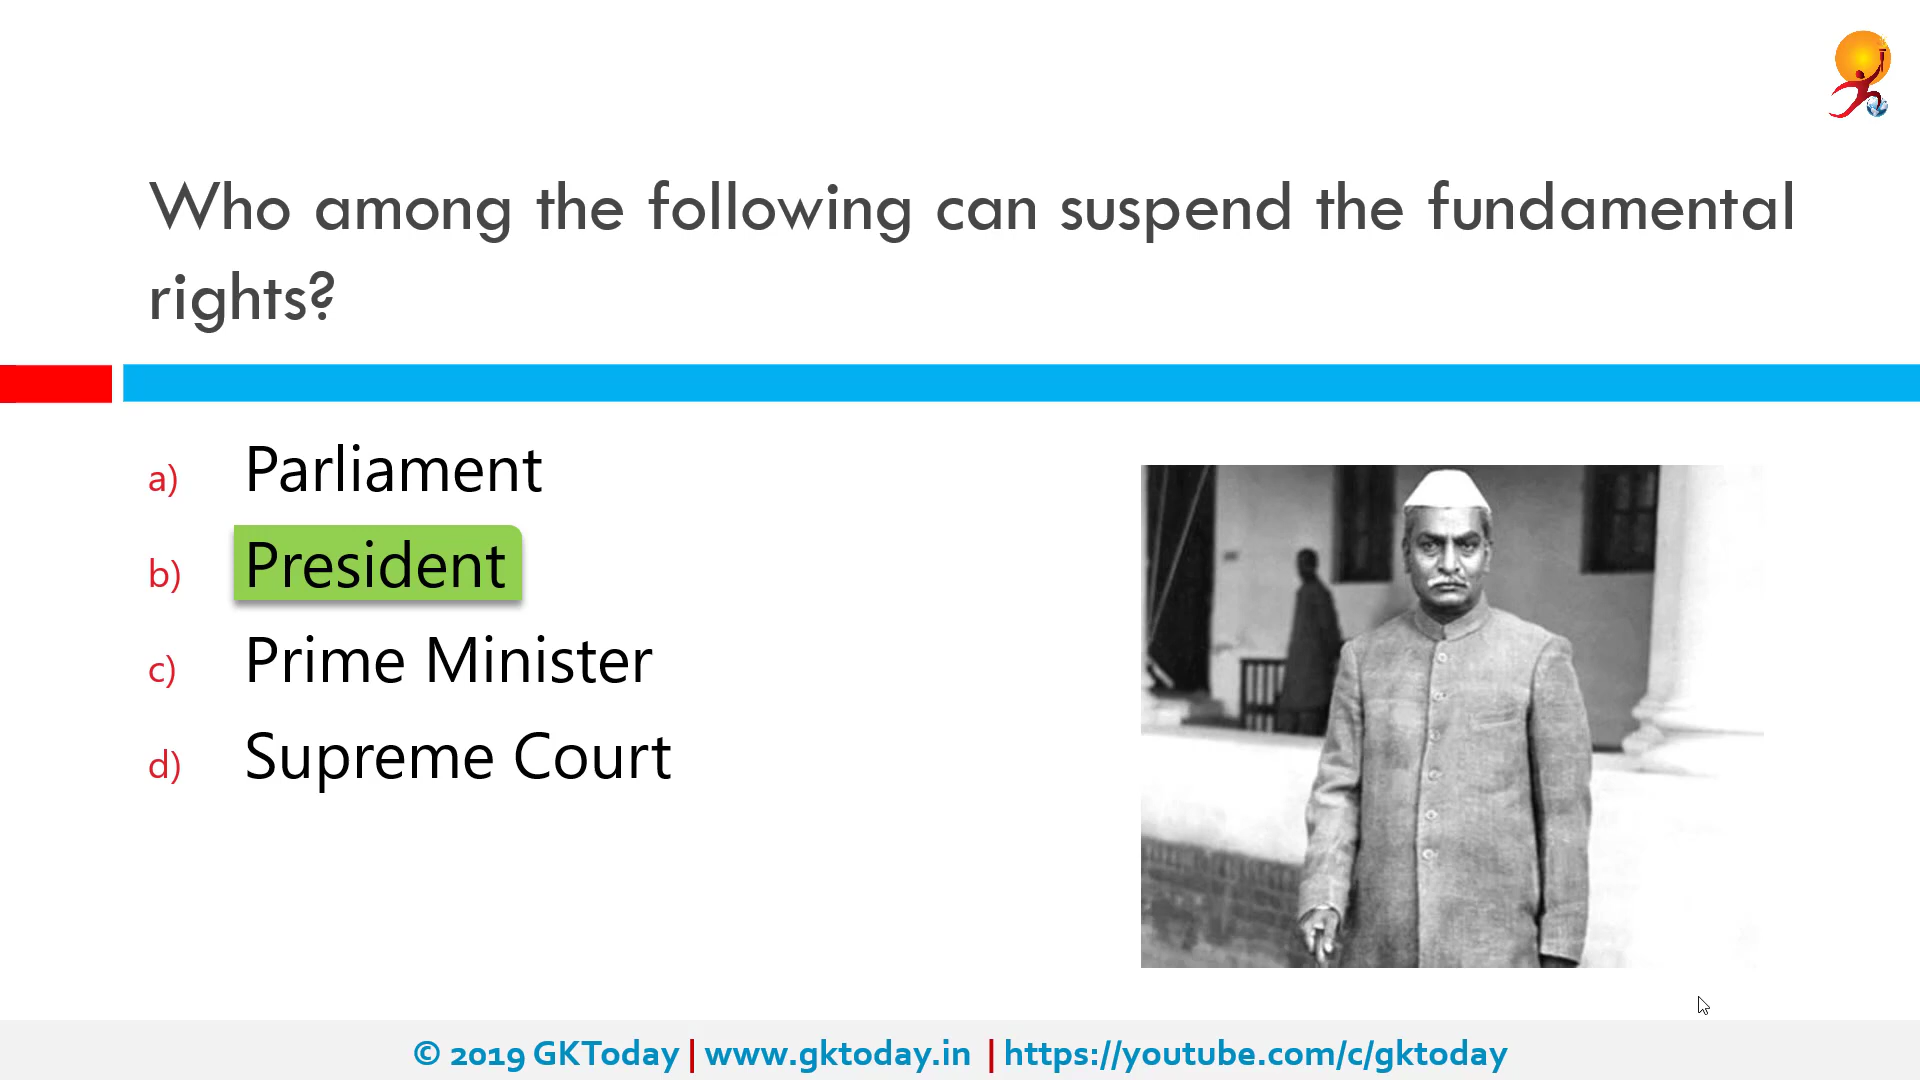 Who among the following can suspend the fundamental
rights?
a) Parliament
b) President
c) Prime Minister
d) Supreme Court
© 2019 GKToday | www.gktoday.in | https://youtube.com/c/gktoday